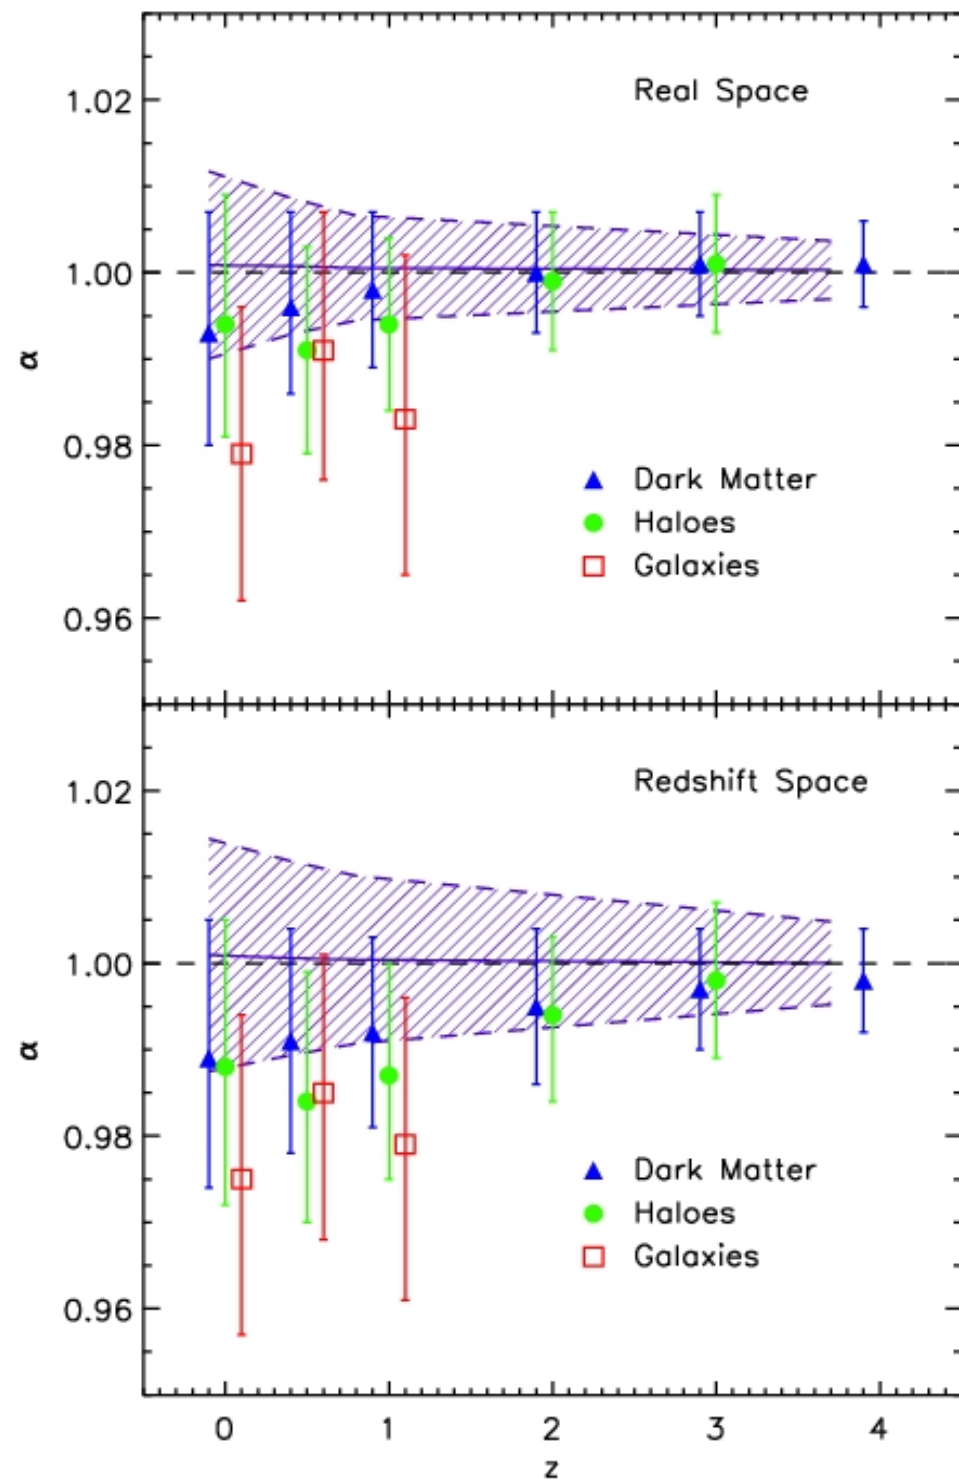 Real Space
1.02
1.00
0.98
0.96
α
Dark Matter
Haloes
Galaxies
Redshift Space
1.02
1.00
0.98
0.96
α
Dark Matter
Haloes
Galaxies
0 1 2 3 4
z